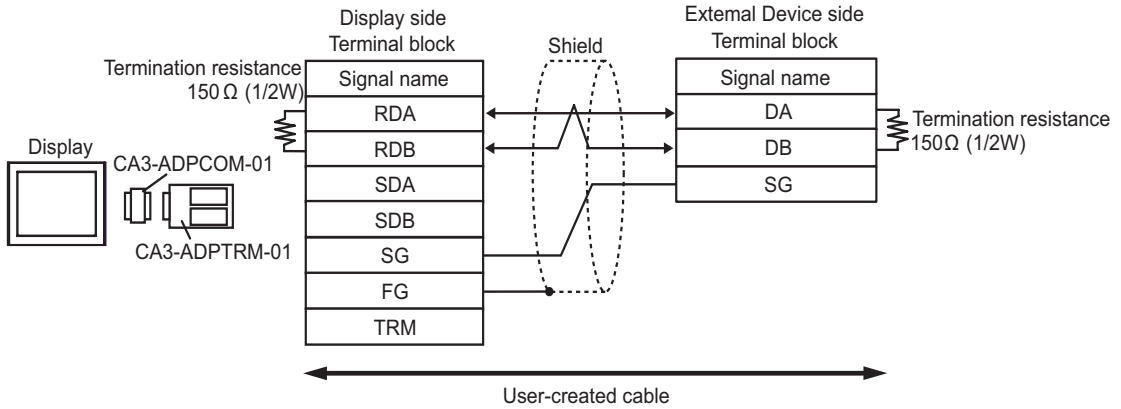 Display side
Terminal block
Shield
External Device side
Terminal block
Termination resistance
150 Ω (1/2W)
Signal name
RDA
RDB
SDA
SDB
SG
FG
TRM
Signal name
DA
DB
SG
Termination resistance
150Ω (1/2W)
Display
CA3-ADPCOM-01
CA3-ADPTRM-01
User-created cable